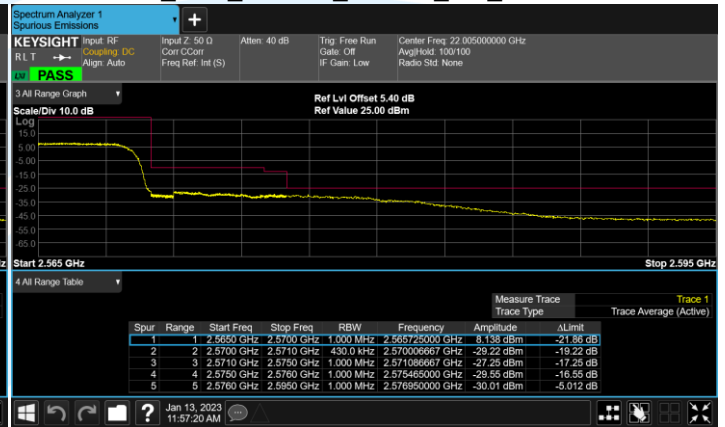 Spectrum Analyzer 1
Spurious Emissions
+
KEYSIGHT Input: RF Input Z: 50 Ω Atten: 40 dB Trig: Free Run Center Freq: 22.005000000 GHz
R L T Coupling: DC Corr CCorr Gate: Off Avg|Hold: 100/100
Align: Auto Freq Ref: Int (S) IF Gain: Low Radio Std: None
LM PASS
3 All Range Graph
Ref Lvl Offset 5.40 dB
Scale/Div 10.0 dB Ref Value 25.00 dBm
Log
15.0
5.00
-5.00
-15.0
-25.0
-35.0
-45.0
-55.0
-65.0
z Start 2.565 GHz Stop 2.595 GHz
4 All Range Table
Measure Trace Trace 1
Trace Type Trace Average (Active)
Spur Range Start Freq Stop Freq RBW Frequency Amplitude ΔLimit
1 1 2.5650 GHz 2.5700 GHz 1.000 MHz 2.565725000 GHz 8.138 dBm -21.86 dB
2 2 2.5700 GHz 2.5710 GHz 430.0 kHz 2.570006667 GHz -29.22 dBm -19.22 dB
3 3 2.5710 GHz 2.5750 GHz 1.000 MHz 2.571086667 GHz -27.25 dBm -17.25 dB
4 4 2.5750 GHz 2.5760 GHz 1.000 MHz 2.575465000 GHz -29.55 dBm -16.55 dB
5 5 2.5760 GHz 2.5950 GHz 1.000 MHz 2.576950000 GHz -30.01 dBm -5.012 dB
? Jan 13, 2023
11:57:20 AM